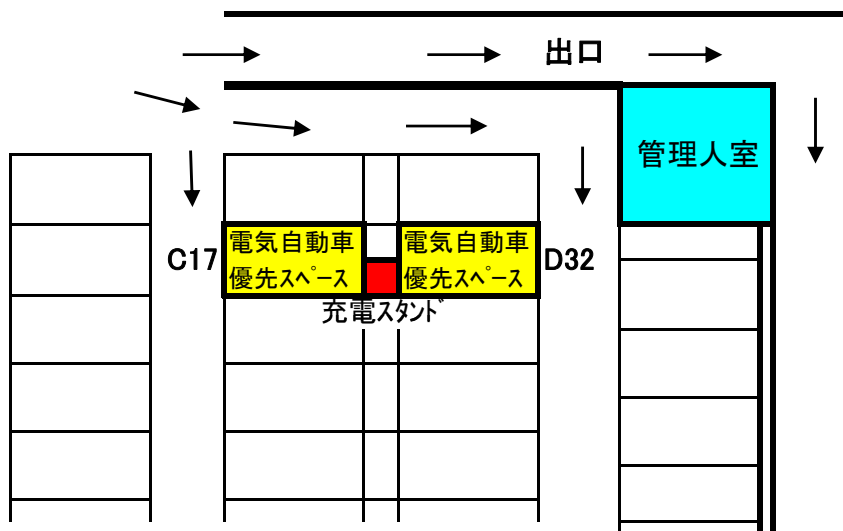 出口
管理人室
C17
電気自動車
優先スペース
電気自動車
優先スペース
D32
充電スタンド